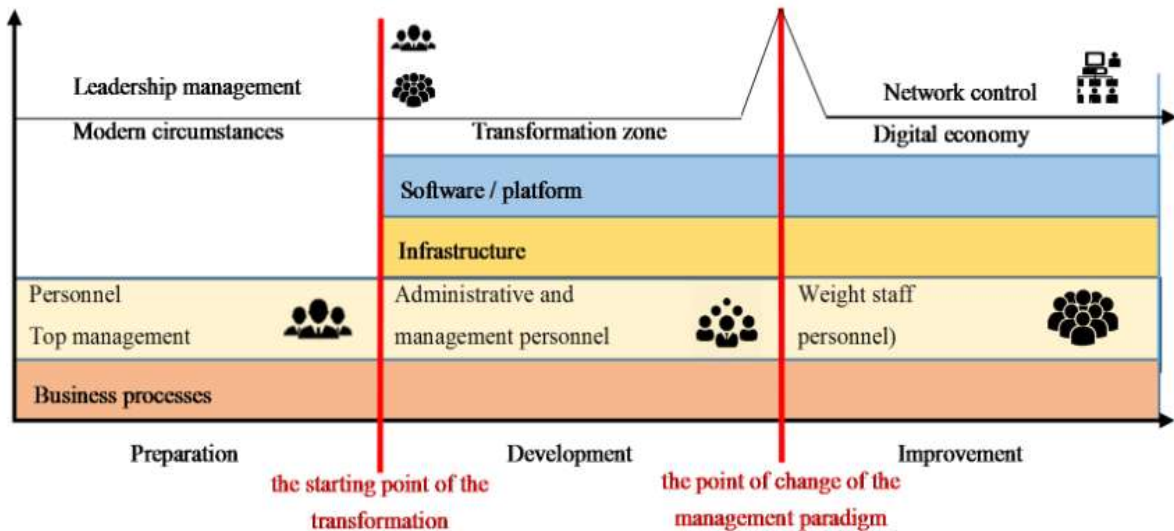 Leadership management
Network control
Modern circumstances
Transformation zone
Digital economy
Software / platform
Infrastructure
Personnel
Top management
Administrative and
management personnel
Weight staff
personnel)
Business processes
Preparation
Development
Improvement
the starting point of the
transformation
the point of change of the
management paradigm